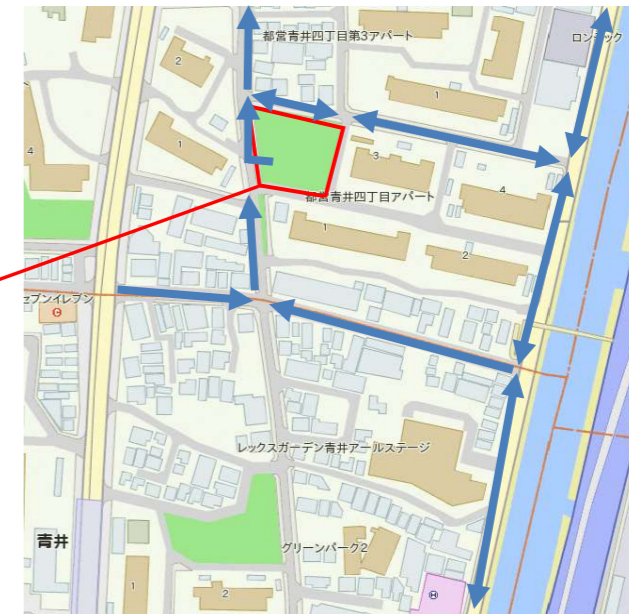 都営青井四丁目第3アパート
ロンテック
2
1
1
4
3
4
都営青井四丁目アパート
1
2
セブンイレブン
レックスガーデン青井アールステージ
青井
グリーンパーク2
1
2
H